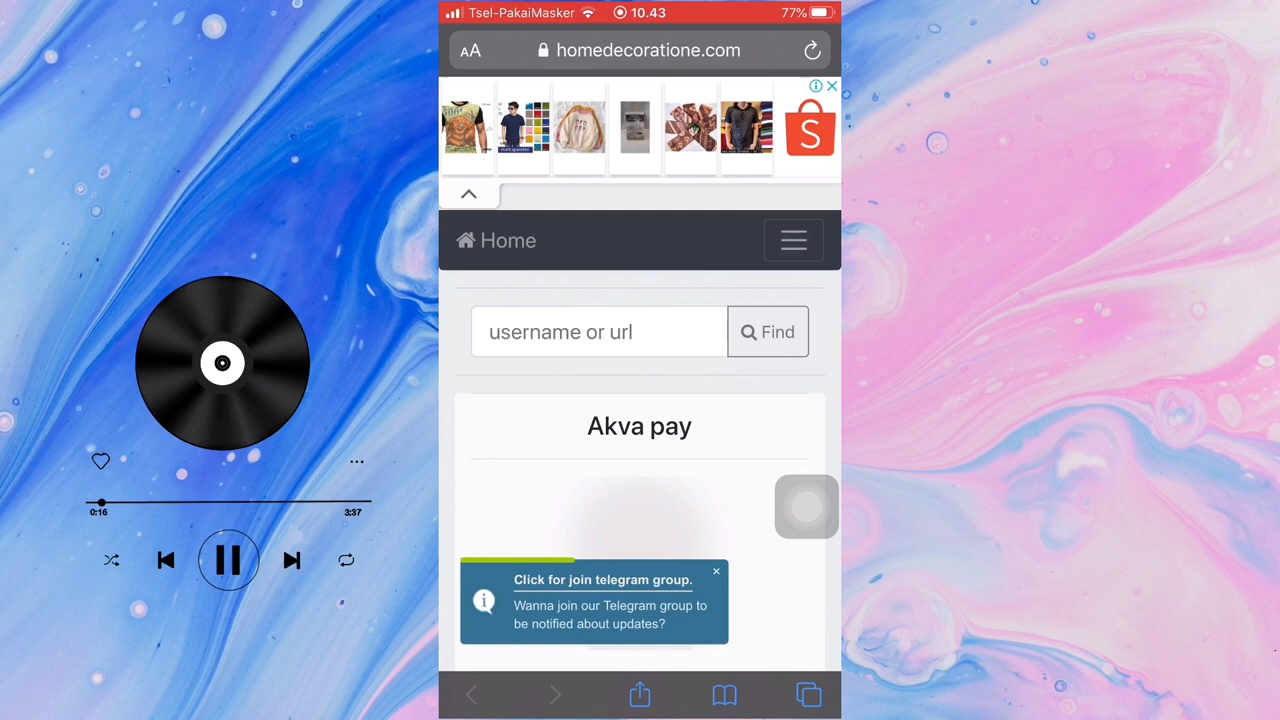 Tsel-PakaiMasker 10.43 77%
AA homedecoratione.com
S
Home
username or url Find
Akva pay
Click for join telegram group.
Wanna join our Telegram group to
be notified about updates?
0:16 3:37